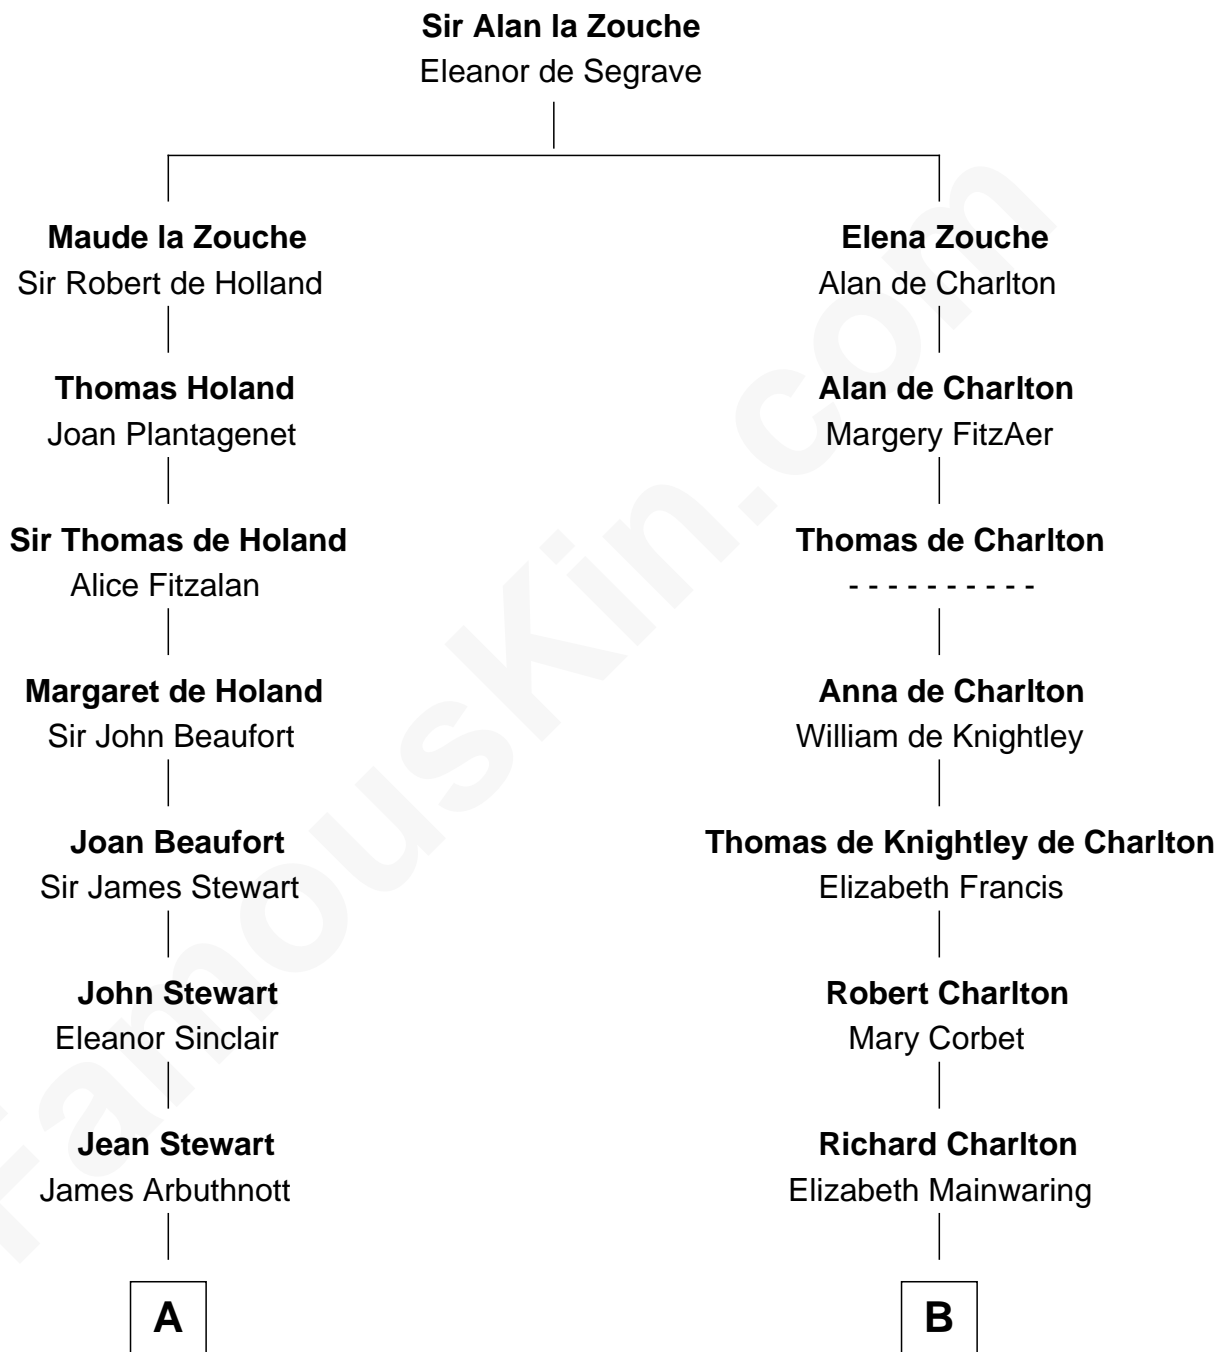 Sir Alan la Zouche
Eleanor de Segrave
Maude la Zouche
Sir Robert de Holland
Elena Zouche
Alan de Charlton
Thomas Holand
Joan Plantagenet
Alan de Charlton
Margery FitzAer
Sir Thomas de Holand
Alice Fitzalan
Thomas de Charlton
- - - - - - - - - -
Margaret de Holand
Sir John Beaufort
Anna de Charlton
William de Knightley
Joan Beaufort
Sir James Stewart
Thomas de Knightley de Charlton
Elizabeth Francis
John Stewart
Eleanor Sinclair
Robert Charlton
Mary Corbet
Jean Stewart
James Arbuthnott
Richard Charlton
Elizabeth Mainwaring
A
B
FamousKin.com